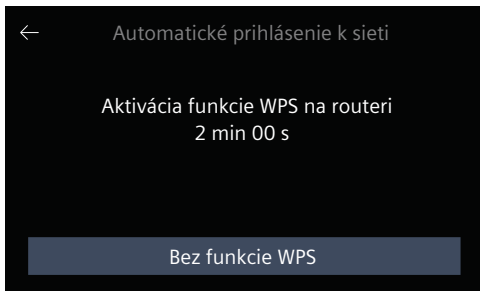 Automatické prihlásenie k sieti
Aktivácia funkcie WPS na routeri
2 min 00 s
Bez funkcie WPS